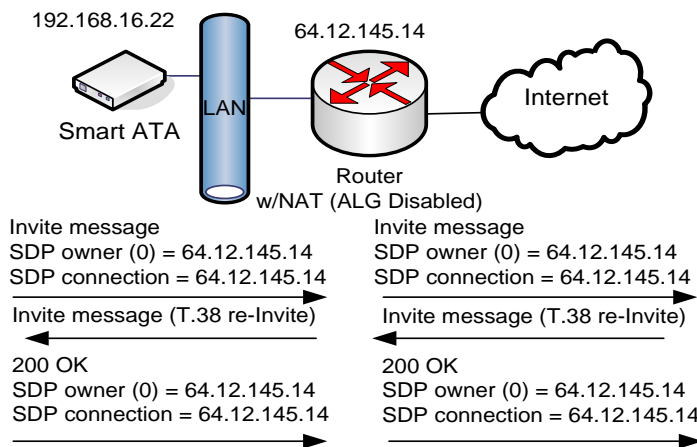 192.168.16.22
64.12.145.14
LAN
Internet
Smart ATA
Router
w/NAT (ALG Disabled)
Invite message
SDP owner (0) = 64.12.145.14
SDP connection = 64.12.145.14
Invite message
SDP owner (0) = 64.12.145.14
SDP connection = 64.12.145.14
Invite message (T.38 re-Invite)
Invite message (T.38 re-Invite)
200 OK
SDP owner (0) = 64.12.145.14
SDP connection = 64.12.145.14
200 OK
SDP owner (0) = 64.12.145.14
SDP connection = 64.12.145.14